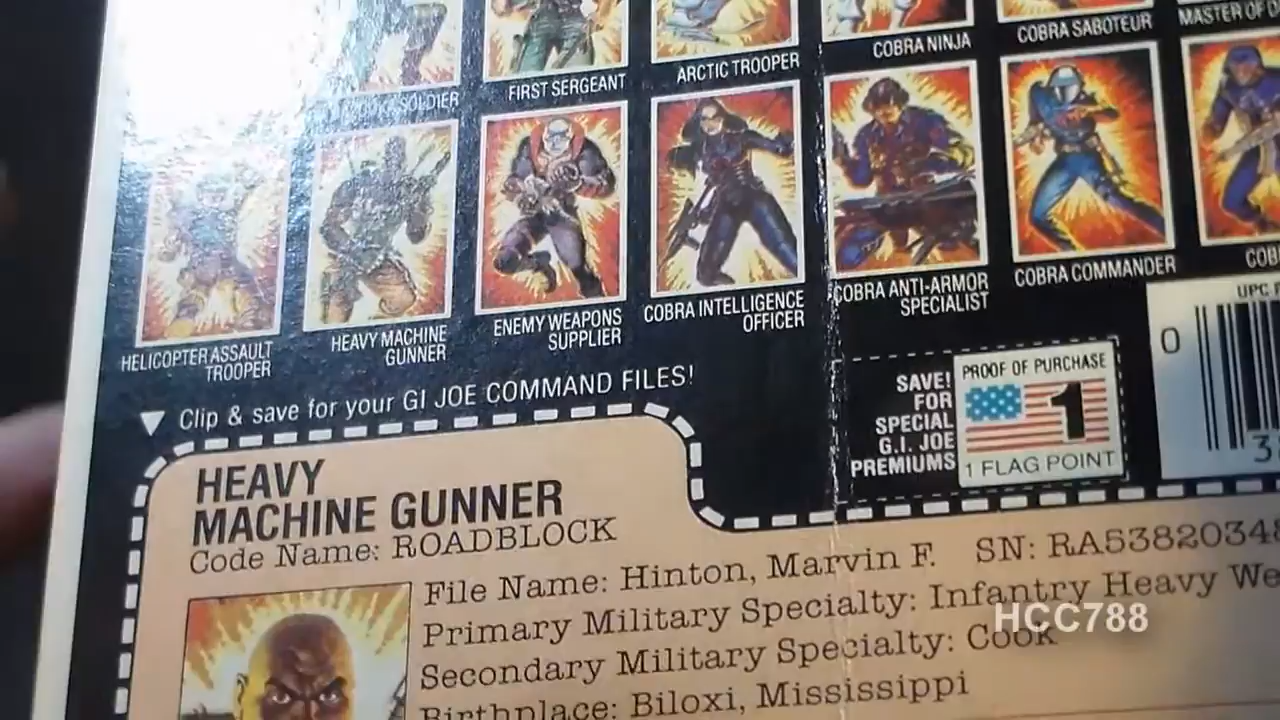 SOLDIER
FIRST SERGEANT
ARCTIC TROOPER
COBRA NINJA
COBRA SABOTEUR
MASTER OF
HELICOPTER ASSAULT
TROOPER
HEAVY MACHINE
GUNNER
ENEMY WEAPONS
SUPPLIER
COBRA INTELLIGENCE
OFFICER
COBRA ANTI-ARMOR
SPECIALIST
COBRA COMMANDER
COB
UPC
0
3
Clip & save for your GI JOE COMMAND FILES!
SAVE!
FOR
SPECIAL
G.I. JOE
PREMIUMS
PROOF OF PURCHASE
1
1 FLAG POINT
HEAVY
MACHINE GUNNER
Code Name: ROADBLOCK
File Name: Hinton, Marvin F. SN: RA5382034
Primary Military Specialty: Infantry Heavy We
Secondary Military Specialty: Cook
Birthplace: Biloxi, Mississippi
HCC788